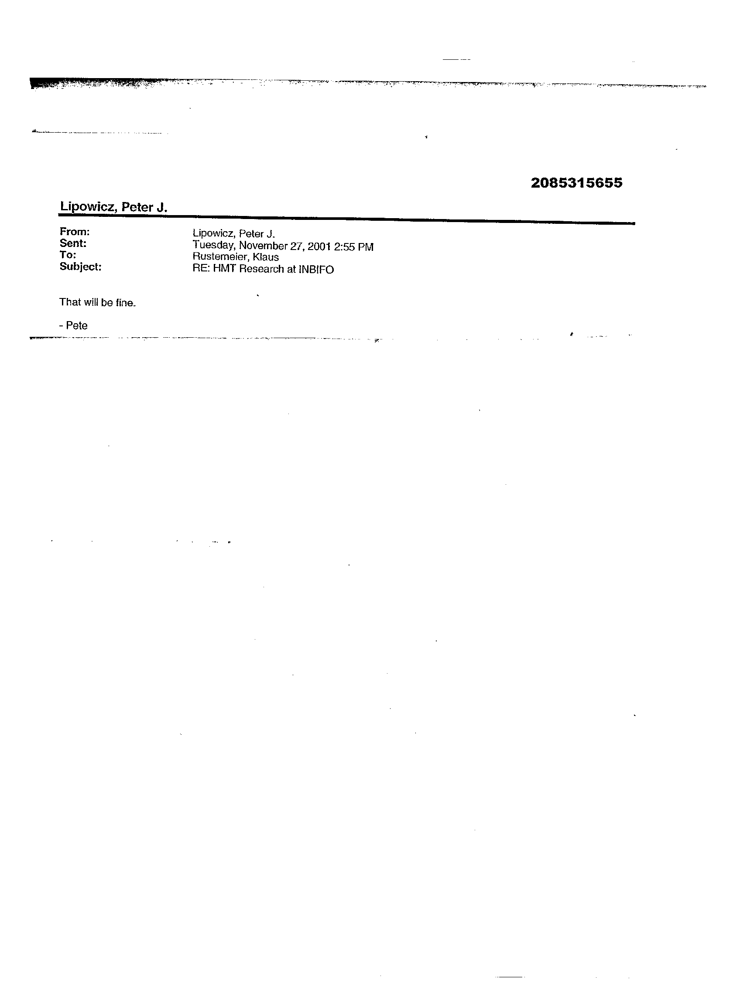 2085315655
Lipowicz, Peter J.
From: Lipowicz, Peter J.
Sent: Tuesday, November 27, 2001 2:55 PM
To: Rustemeier, Klaus
Subject: RE: HMT Research at INBIFO
That will be fine.
- Pete